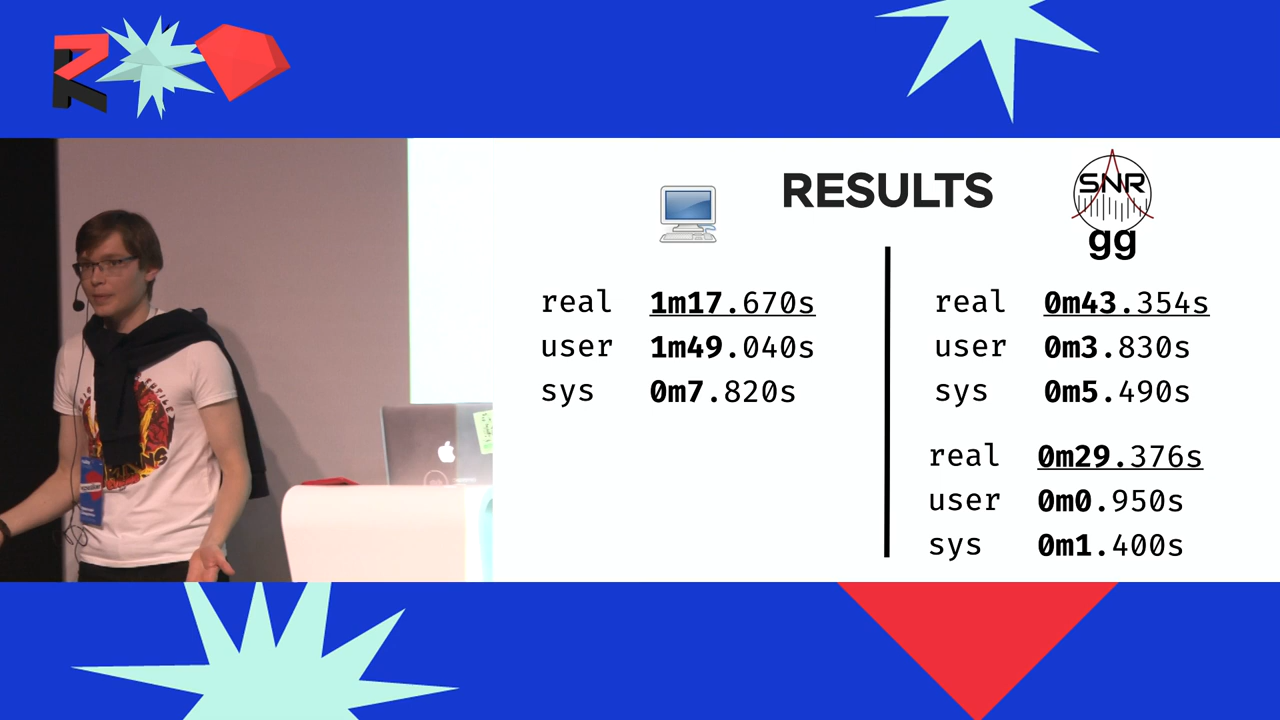 RESULTS
SNR
gg
real 1m17.670s
user 1m49.040s
sys 0m7.820s
real 0m43.354s
user 0m3.830s
sys 0m5.490s
real 0m29.376s
user 0m0.950s
sys 0m1.400s